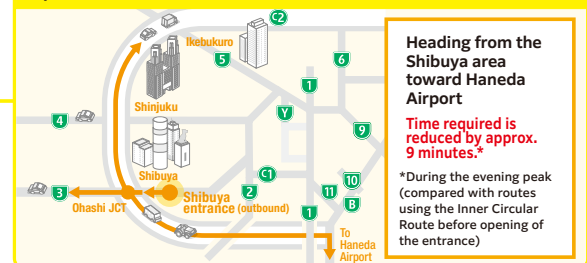 C2
Ikebukuro
5
6
1
Shinjuku
4
Y
9
Shibuya
C1
10
3
2
11
B
Ohashi JCT
Shibuya
entrance (outbound)
1
To
Haneda
Airport
Heading from the
Shibuya area
toward Haneda
Airport
Time required is
reduced by approx.
9 minutes.*
*During the evening peak
(compared with routes
using the Inner Circular
Route before opening of
the entrance)